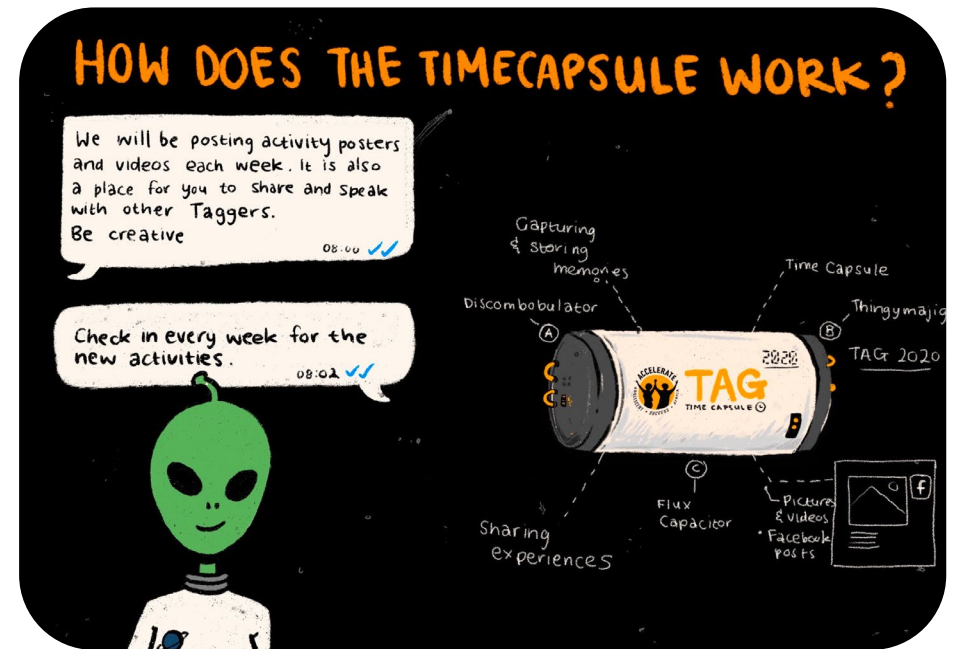 HOW DOES THE TIMECAPSULE WORK?
We will be posting activity posters
and videos each week. It is also
a place for you to share and speak
with other Taggers.
Be creative
08:00
Check in every week for the
new activities.
08:02
Capturing
& storing
memories
Time Capsule
Discombobulator
A
Thingymajig
B
TAG 2020
2020
ACCELERATE
SUCCESS
TAG
TIME CAPSULE
C
Flux
Capacitor
Sharing
experiences
Pictures
& videos
• Facebook
posts
f